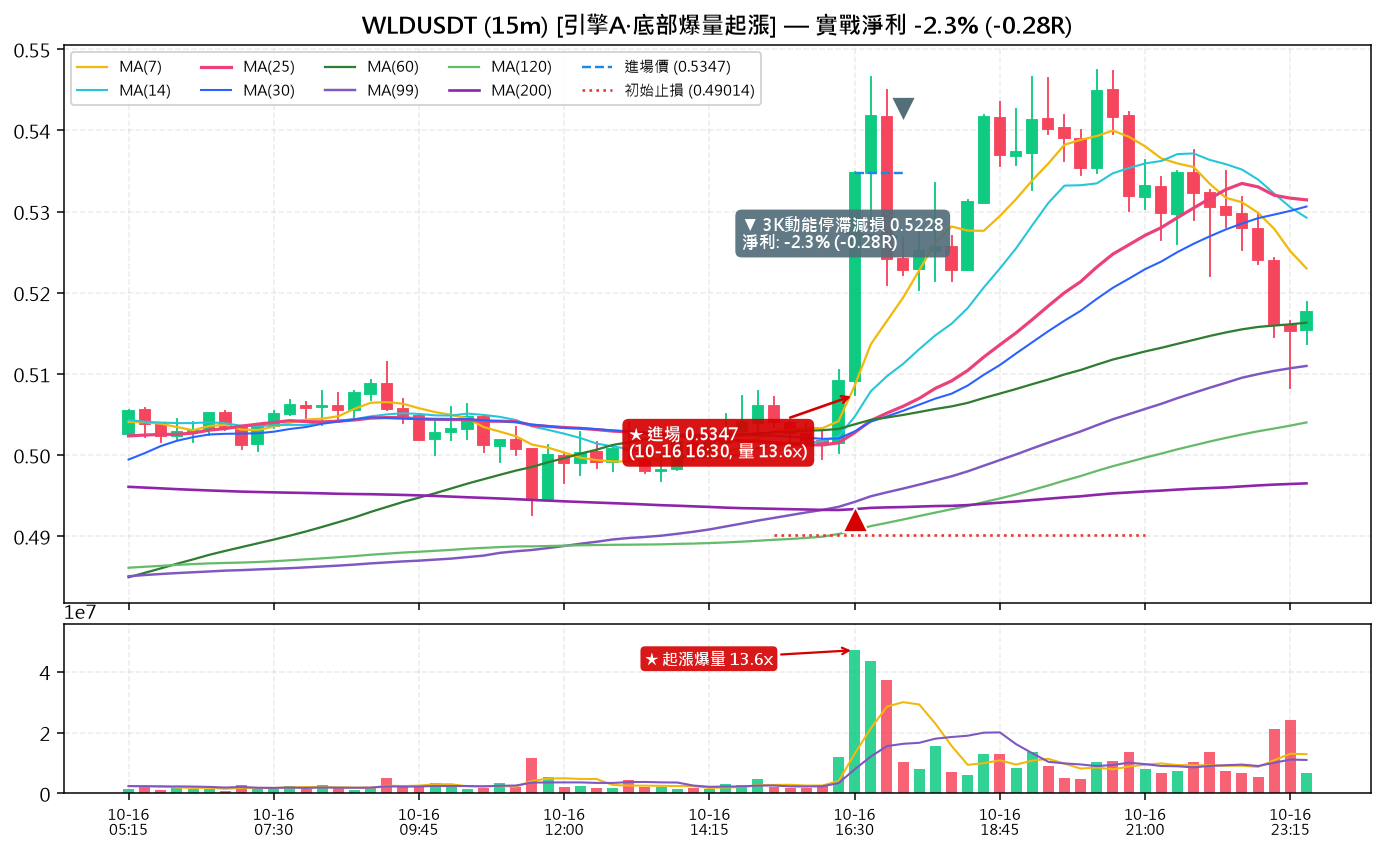 WLDUSDT (15m) [引擎A·底部爆量起漲] — 實戰淨利 -2.3% (-0.28R)
MA(7)
MA(14)
MA(25)
MA(30)
MA(60)
MA(99)
MA(120)
MA(200)
進場價 (0.5347)
初始止損 (0.49014)
0.55
0.54
0.53
0.52
0.51
0.50
0.49
▼ 3K動能停滯減損 0.5228
淨利: -2.3% (-0.28R)
★ 進場 0.5347
(10-16 16:30, 量 13.6x)
1e7
★ 起漲爆量 13.6x
4
2
0
10-16
05:15
10-16
07:30
10-16
09:45
10-16
12:00
10-16
14:15
10-16
16:30
10-16
18:45
10-16
21:00
10-16
23:15